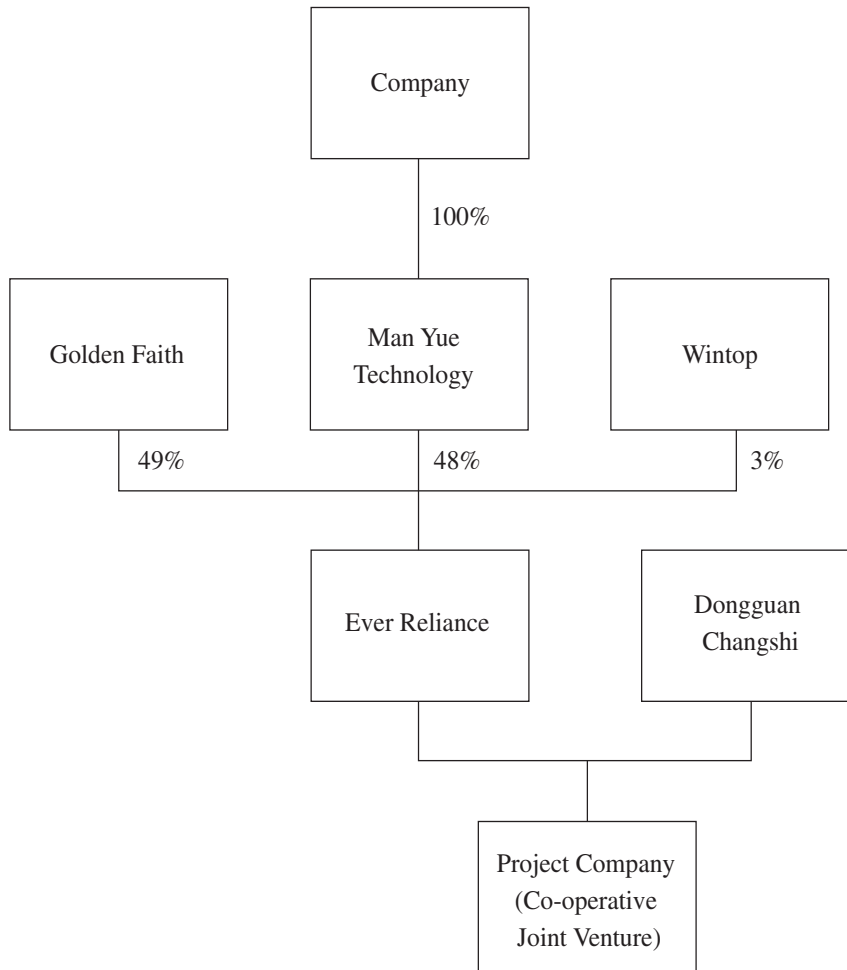 Company
100%
Golden Faith
Man Yue
Technology
Wintop
49%
48%
3%
Ever Reliance
Dongguan
Changshi
Project Company
(Co-operative
Joint Venture)